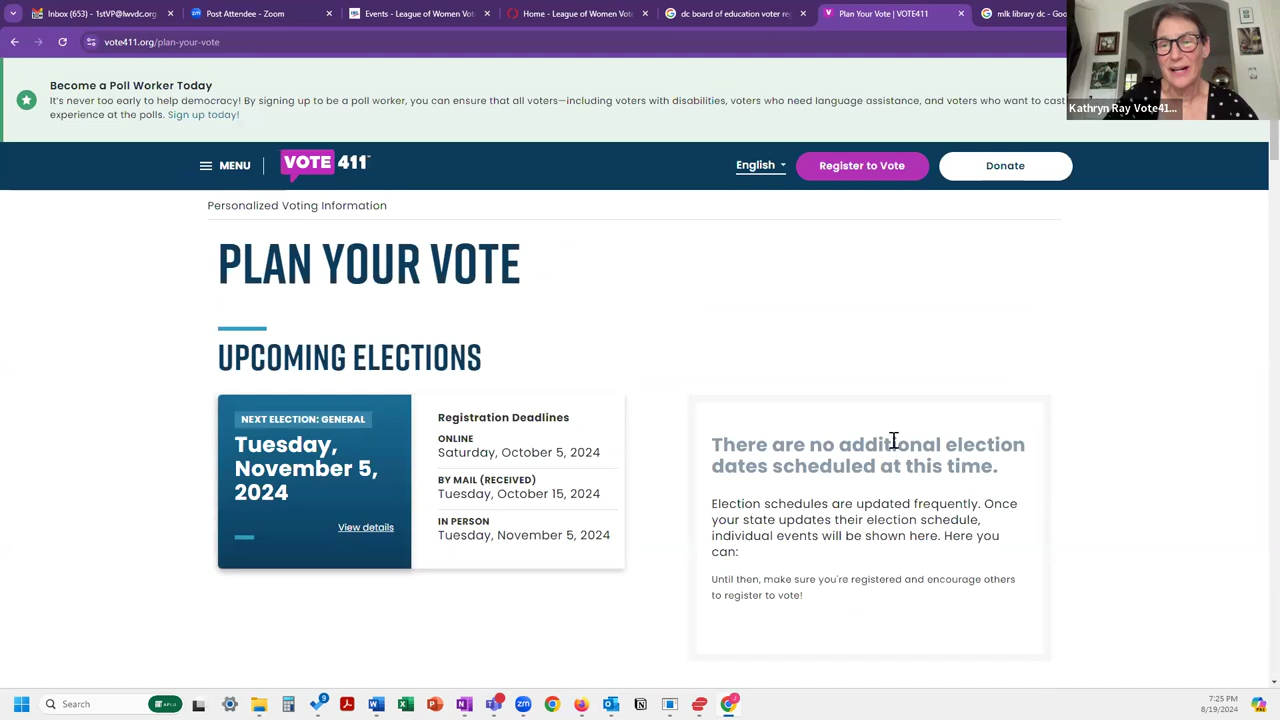 Inbox (653) - 1stVP@lwvdc.org
Post Attendee - Zoom
Events - League of Women Vot
Home - League of Women Vote
dc board of education voter reg
Plan Your Vote | VOTE411
mlk library dc - Goo
vote411.org/plan-your-vote
Become a Poll Worker Today
It's never too early to help democracy! By signing up to be a poll worker, you can ensure that all voters—including voters with disabilities, voters who need language assistance, and voters who want to cast
experience at the polls. Sign up today!
Kathryn Ray Vote41...
MENU
VOTE 411
English
Register to Vote
Donate
Personalized Voting Information
PLAN YOUR VOTE
UPCOMING ELECTIONS
NEXT ELECTION: GENERAL
Tuesday,
November 5,
2024
View details
Registration Deadlines
ONLINE
Saturday, October 5, 2024
BY MAIL (RECEIVED)
Tuesday, October 15, 2024
IN PERSON
Tuesday, November 5, 2024
There are no additional election
dates scheduled at this time.
Election schedules are updated frequently. Once
your state updates their election schedule,
individual events will be shown here. Here you
can:
Until then, make sure you're registered and encourage others
to register to vote!
Search
7:25 PM
8/19/2024